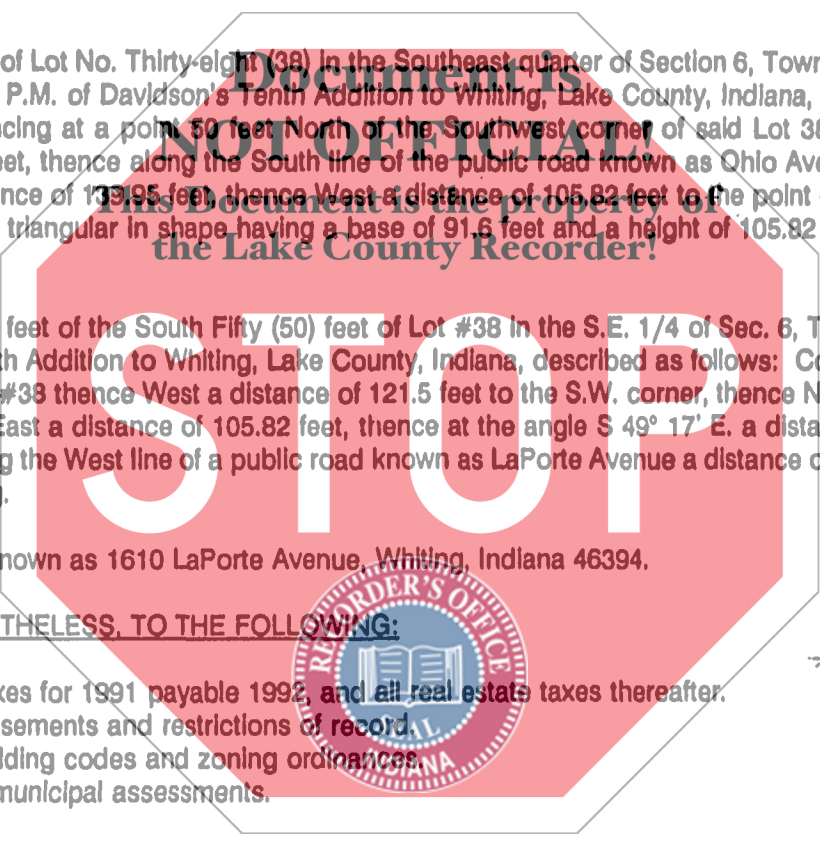 of Lot No. Thirty-eight (38) in the Southeast quarter of Section 6, Town
Document is
P.M. of Davidson's Tenth Addition to Whiting, Lake County, Indiana,
ncing at a point 50 feet North of the Southwest corner of said Lot 38
NOT OFFICIAL!
eet, thence along the South line of the public road known as Ohio Ave
nce of 139.95 feet, thence West a distance of 105.82 feet to the point
This Document is the property of
triangular in shape having a base of 91.6 feet and a height of 105.82
the Lake County Recorder!
feet of the South Fifty (50) feet of Lot #38 in the S.E. 1/4 of Sec. 6, T
th Addition to Whiting, Lake County, Indiana, described as follows: Co
#38 thence West a distance of 121.5 feet to the S.W. corner, thence N
East a distance of 105.82 feet, thence at the angle S 49° 17' E. a dista
g the West line of a public road known as LaPorte Avenue a distance o
STOP
nown as 1610 LaPorte Avenue, Whiting, Indiana 46394.
THELESS, TO THE FOLLOWING:
RECORDER'S OFFICE
xes for 1991 payable 1992, and all real estate taxes thereafter.
sements and restrictions of record.
SEAL
lding codes and zoning ordinances.
INDIANA
municipal assessments.